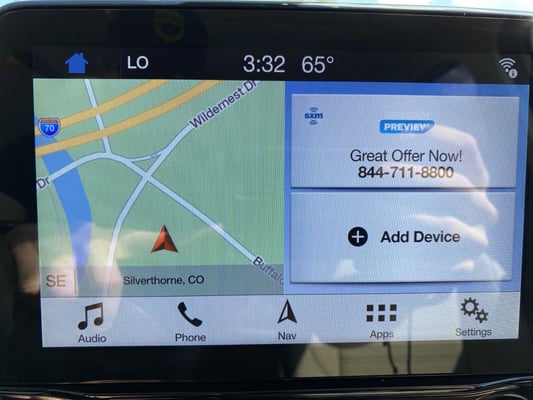 LO
3:32 65°
70
Wildernest Dr
sxm
PREVIEW
Great Offer Now!
844-711-8800
Dr
Add Device
SE
Silverthorne, CO
Buffalo
Audio
Phone
Nav
Apps
Settings